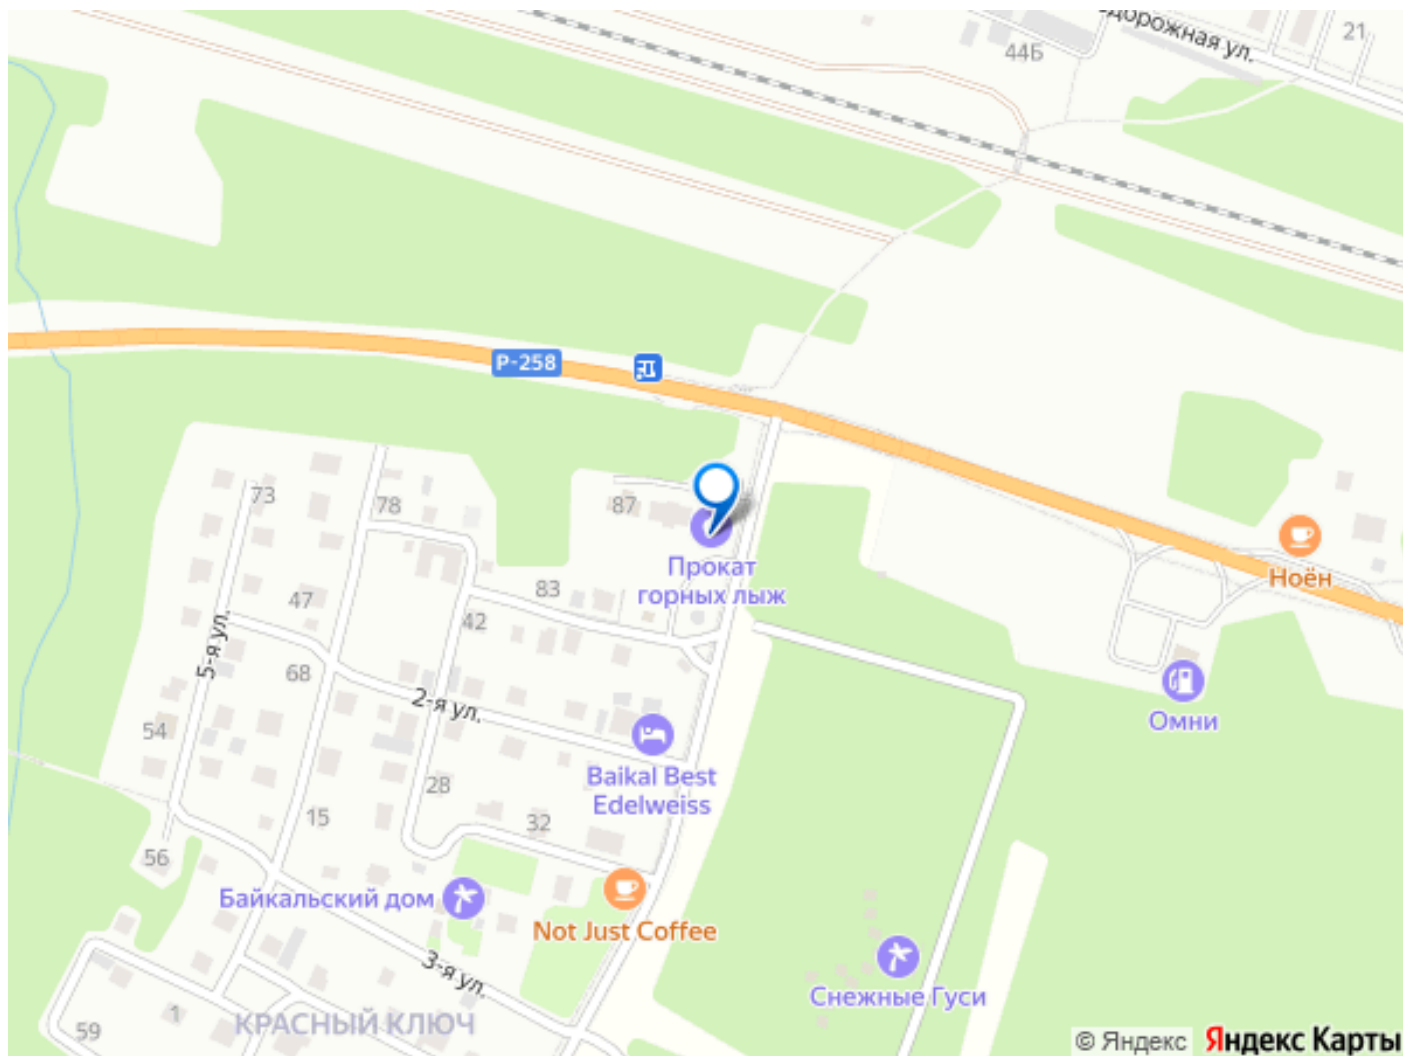 дорожная ул.
21
44Б
Р-258
73
78
87
Прокат
горных лыж
Ноён
83
47
42
5-я ул.
68
2-я ул.
Омни
54
Baikal Best
Edelweiss
28
15
32
56
Байкальский дом
Not Just Coffee
3-я ул.
Снежные Гуси
1
КРАСНЫЙ КЛЮЧ
59
© Яндекс Яндекс Карты